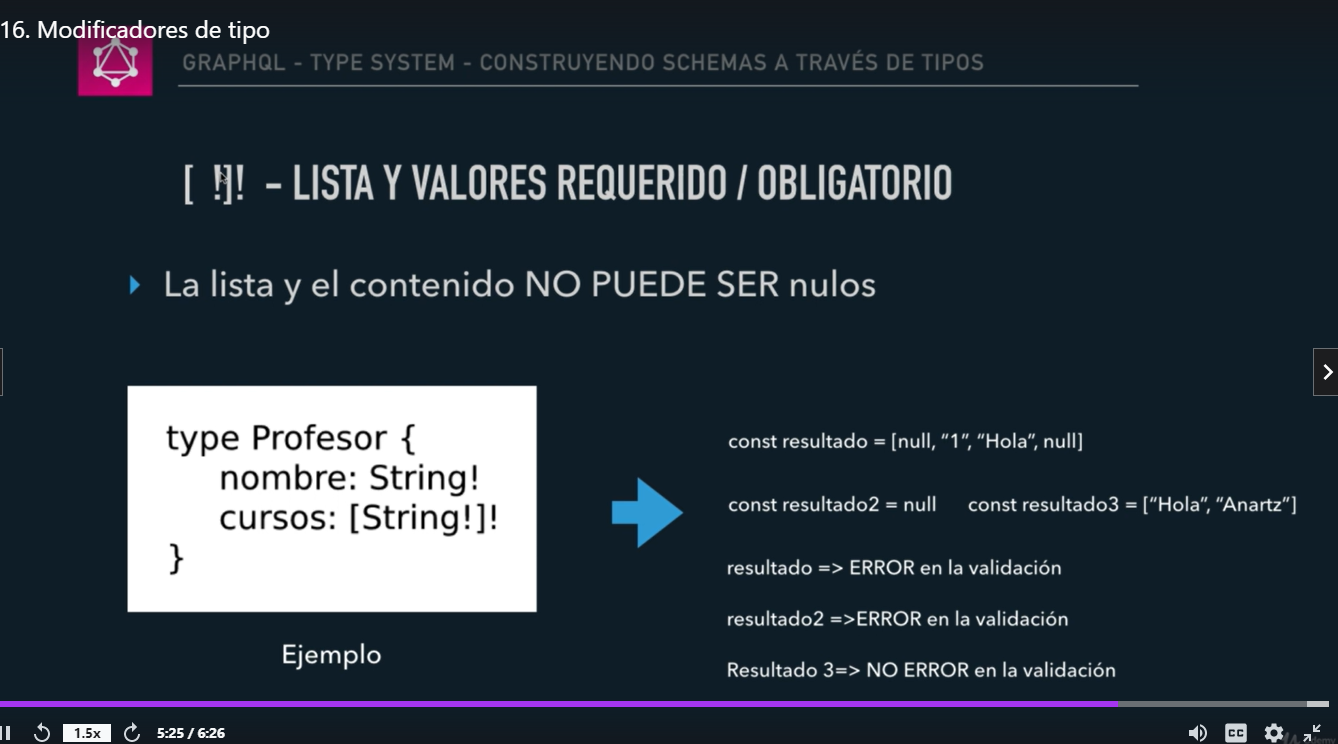 16. Modificadores de tipo
GRAPHQL - TYPE SYSTEM - CONSTRUYENDO SCHEMAS A TRAVÉS DE TIPOS
[ !]! - LISTA Y VALORES REQUERIDO / OBLIGATORIO
La lista y el contenido NO PUEDE SER nulos
type Profesor {
nombre: String!
cursos: [String!]!
}
Ejemplo
const resultado = [null, “1”, “Hola”, null]
const resultado2 = null const resultado3 = [“Hola”, “Anartz”]
resultado => ERROR en la validación
resultado2 =>ERROR en la validación
Resultado 3=> NO ERROR en la validación
1.5x 5:25 / 6:26 CC